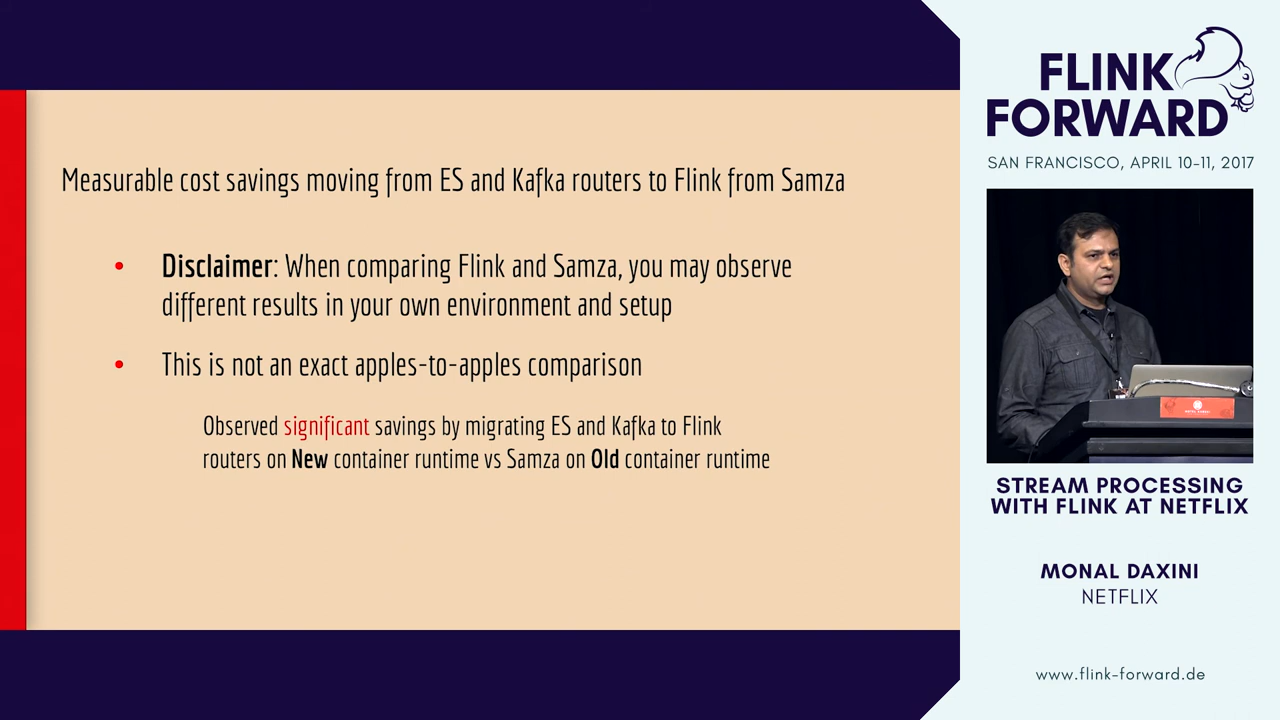 Measurable cost savings moving from ES and Kafka routers to Flink from Samza
• Disclaimer: When comparing Flink and Samza, you may observe
different results in your own environment and setup
• This is not an exact apples-to-apples comparison
Observed significant savings by migrating ES and Kafka to Flink
routers on New container runtime vs Samza on Old container runtime
FLINK
FORWARD
SAN FRANCISCO, APRIL 10-11, 2017
STREAM PROCESSING
WITH FLINK AT NETFLIX
MONAL DAXINI
NETFLIX
www.flink-forward.de